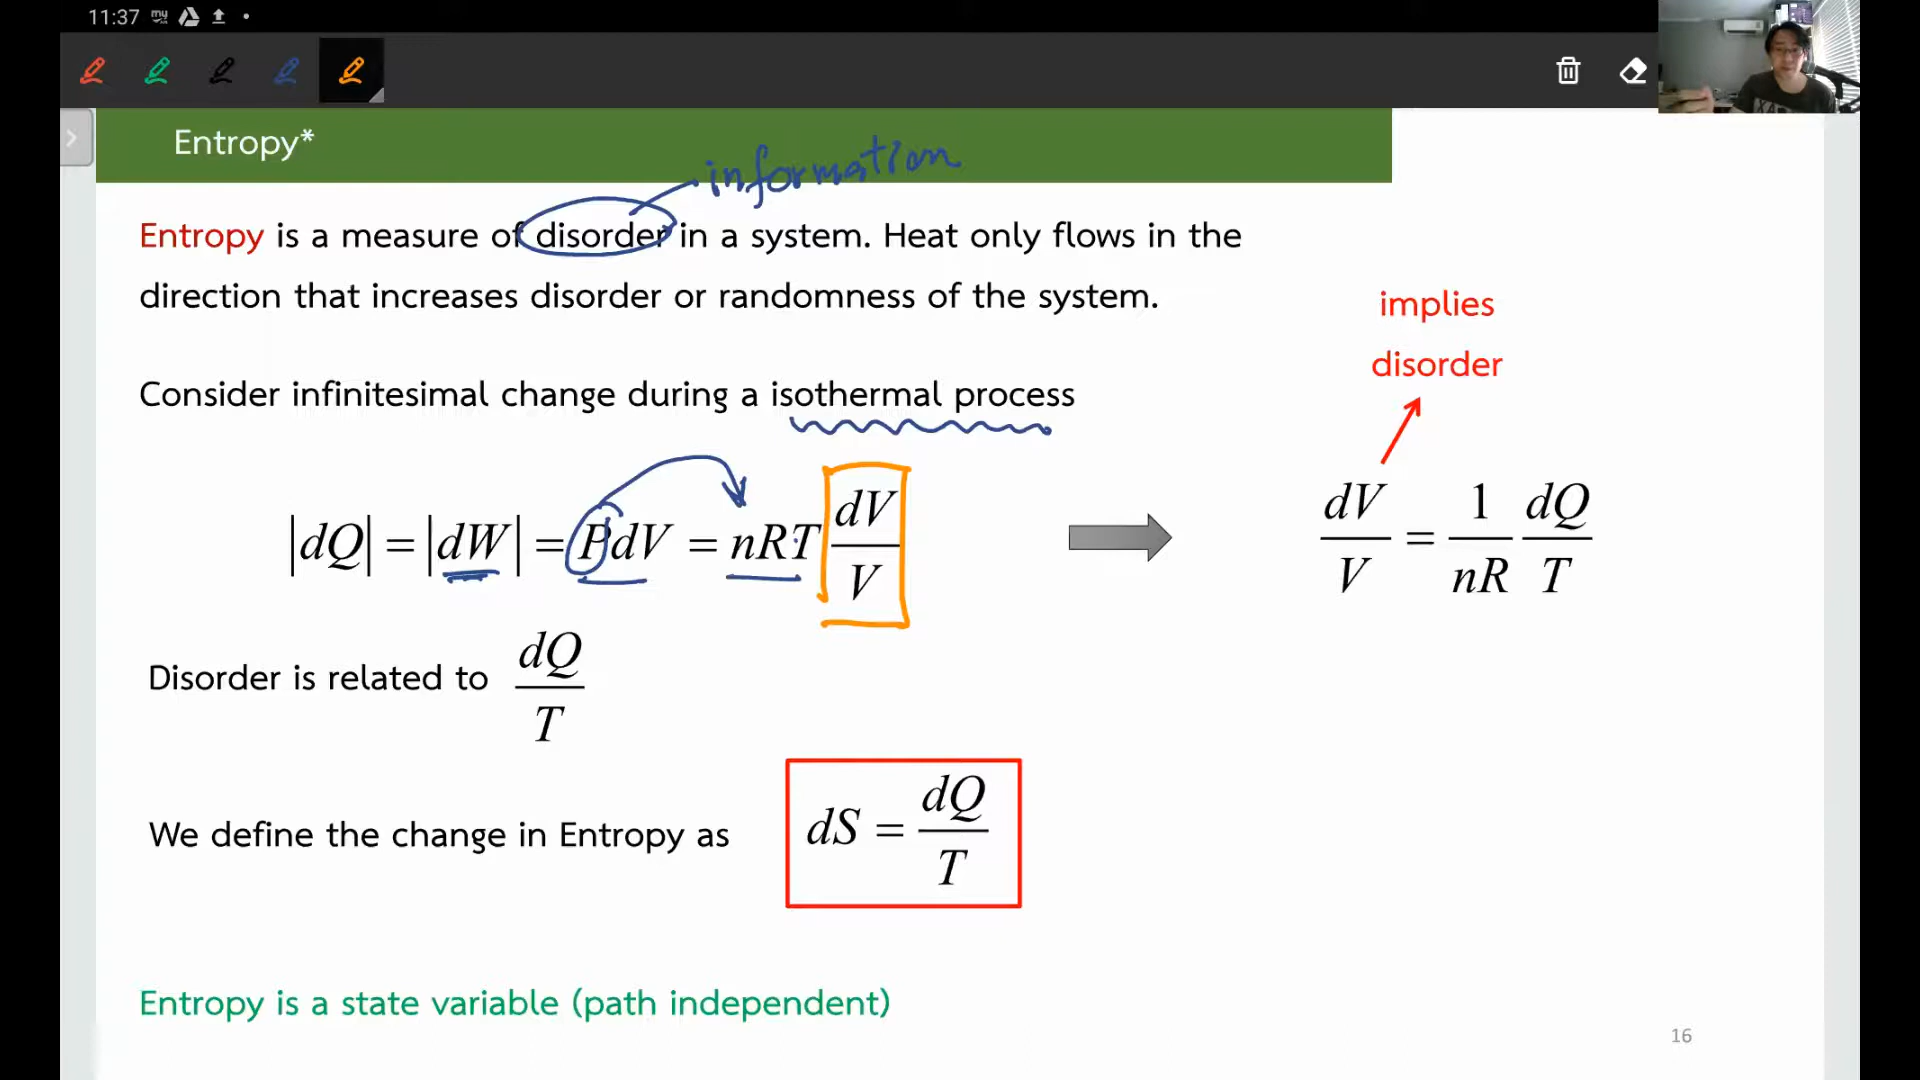 11:37
Entropy*
information
Entropy is a measure of disorder in a system. Heat only flows in the
direction that increases disorder or randomness of the system.
implies
disorder
Consider infinitesimal change during a isothermal process
|dQ| = |dW| = PdV = nRT dV/V
dV/V = 1/nR dQ/T
Disorder is related to dQ/T
We define the change in Entropy as dS = dQ/T
Entropy is a state variable (path independent)
16